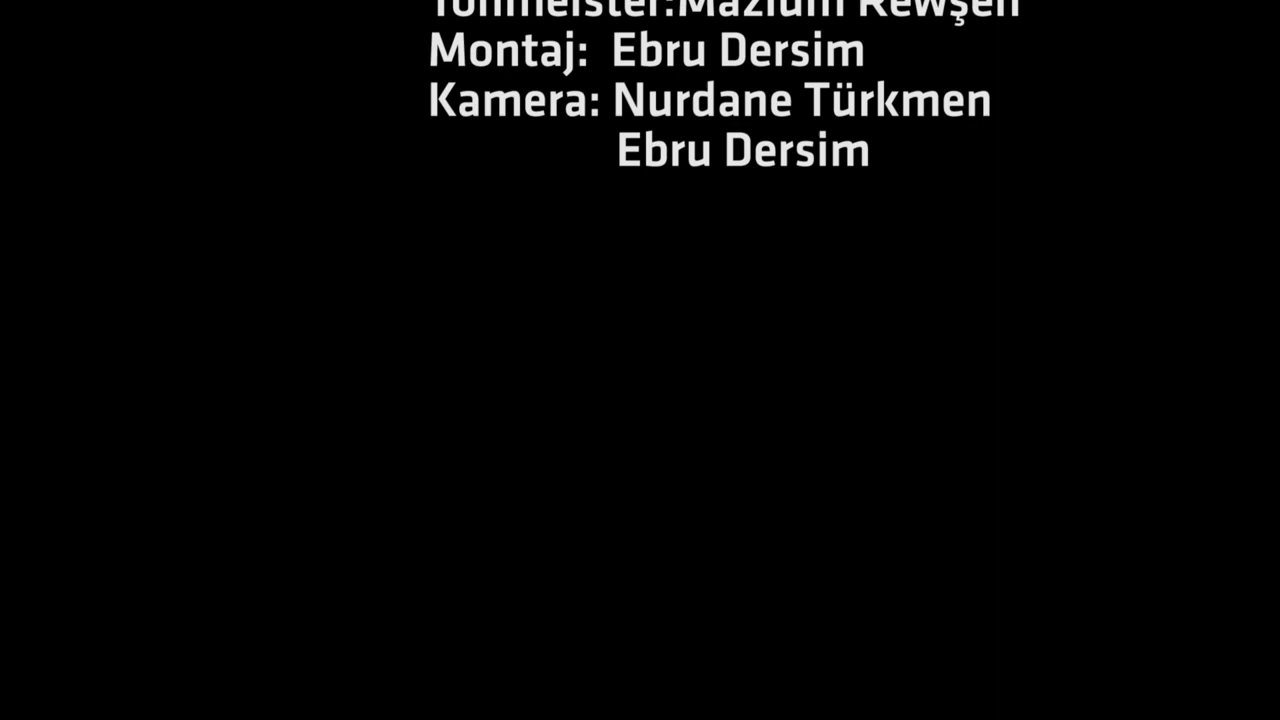 Tonmeister:Mazlum Rewşen
Montaj: Ebru Dersim
Kamera: Nurdane Türkmen
Ebru Dersim